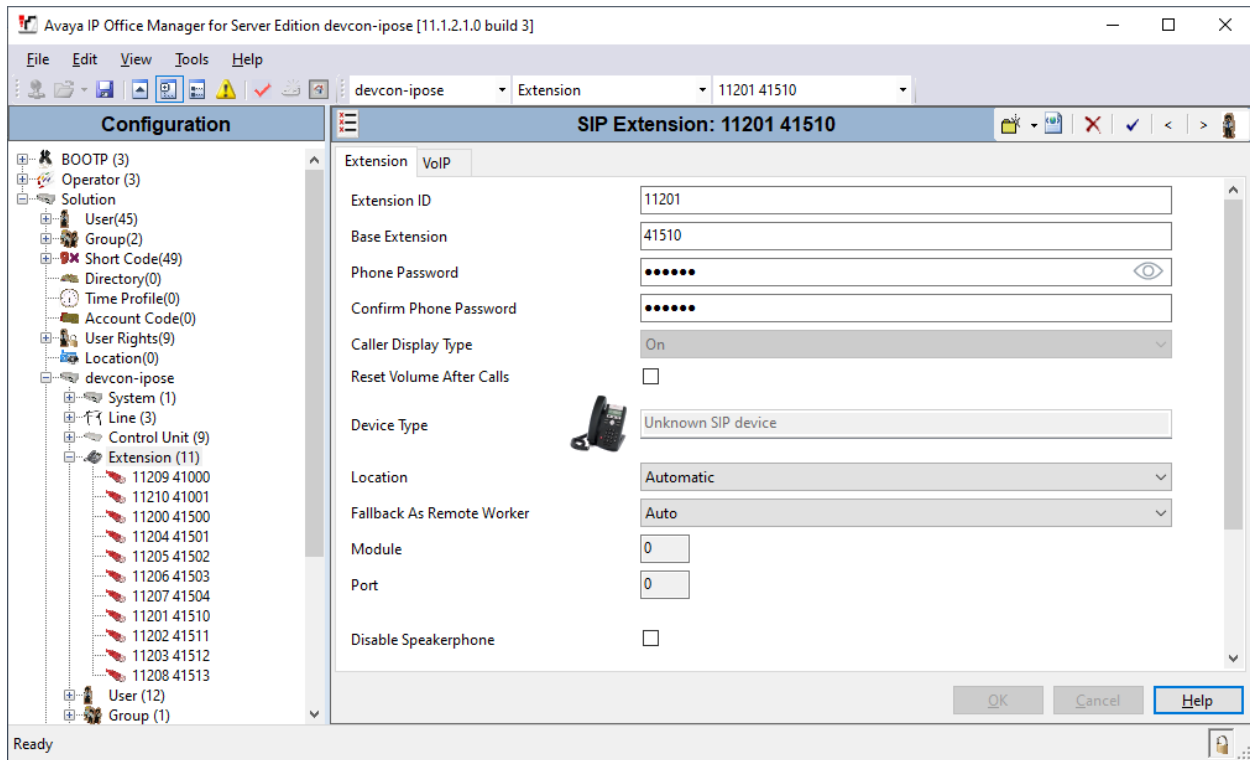 Avaya IP Office Manager for Server Edition devcon-ipose [11.1.2.1.0 build 3]
File Edit View Tools Help
devcon-ipose Extension 11201 41510
Configuration
BOOTP (3)
Operator (3)
Solution
User(45)
Group(2)
Short Code(49)
Directory(0)
Time Profile(0)
Account Code(0)
User Rights(9)
Location(0)
devcon-ipose
System (1)
Line (3)
Control Unit (9)
Extension (11)
11209 41000
11210 41001
11200 41500
11204 41501
11205 41502
11206 41503
11207 41504
11201 41510
11202 41511
11203 41512
11208 41513
User (12)
Group (1)
SIP Extension: 11201 41510
Extension VoIP
Extension ID 11201
Base Extension 41510
Phone Password ●●●●●●
Confirm Phone Password ●●●●●●
Caller Display Type On
Reset Volume After Calls
Device Type Unknown SIP device
Location Automatic
Fallback As Remote Worker Auto
Module 0
Port 0
Disable Speakerphone
OK Cancel Help
Ready